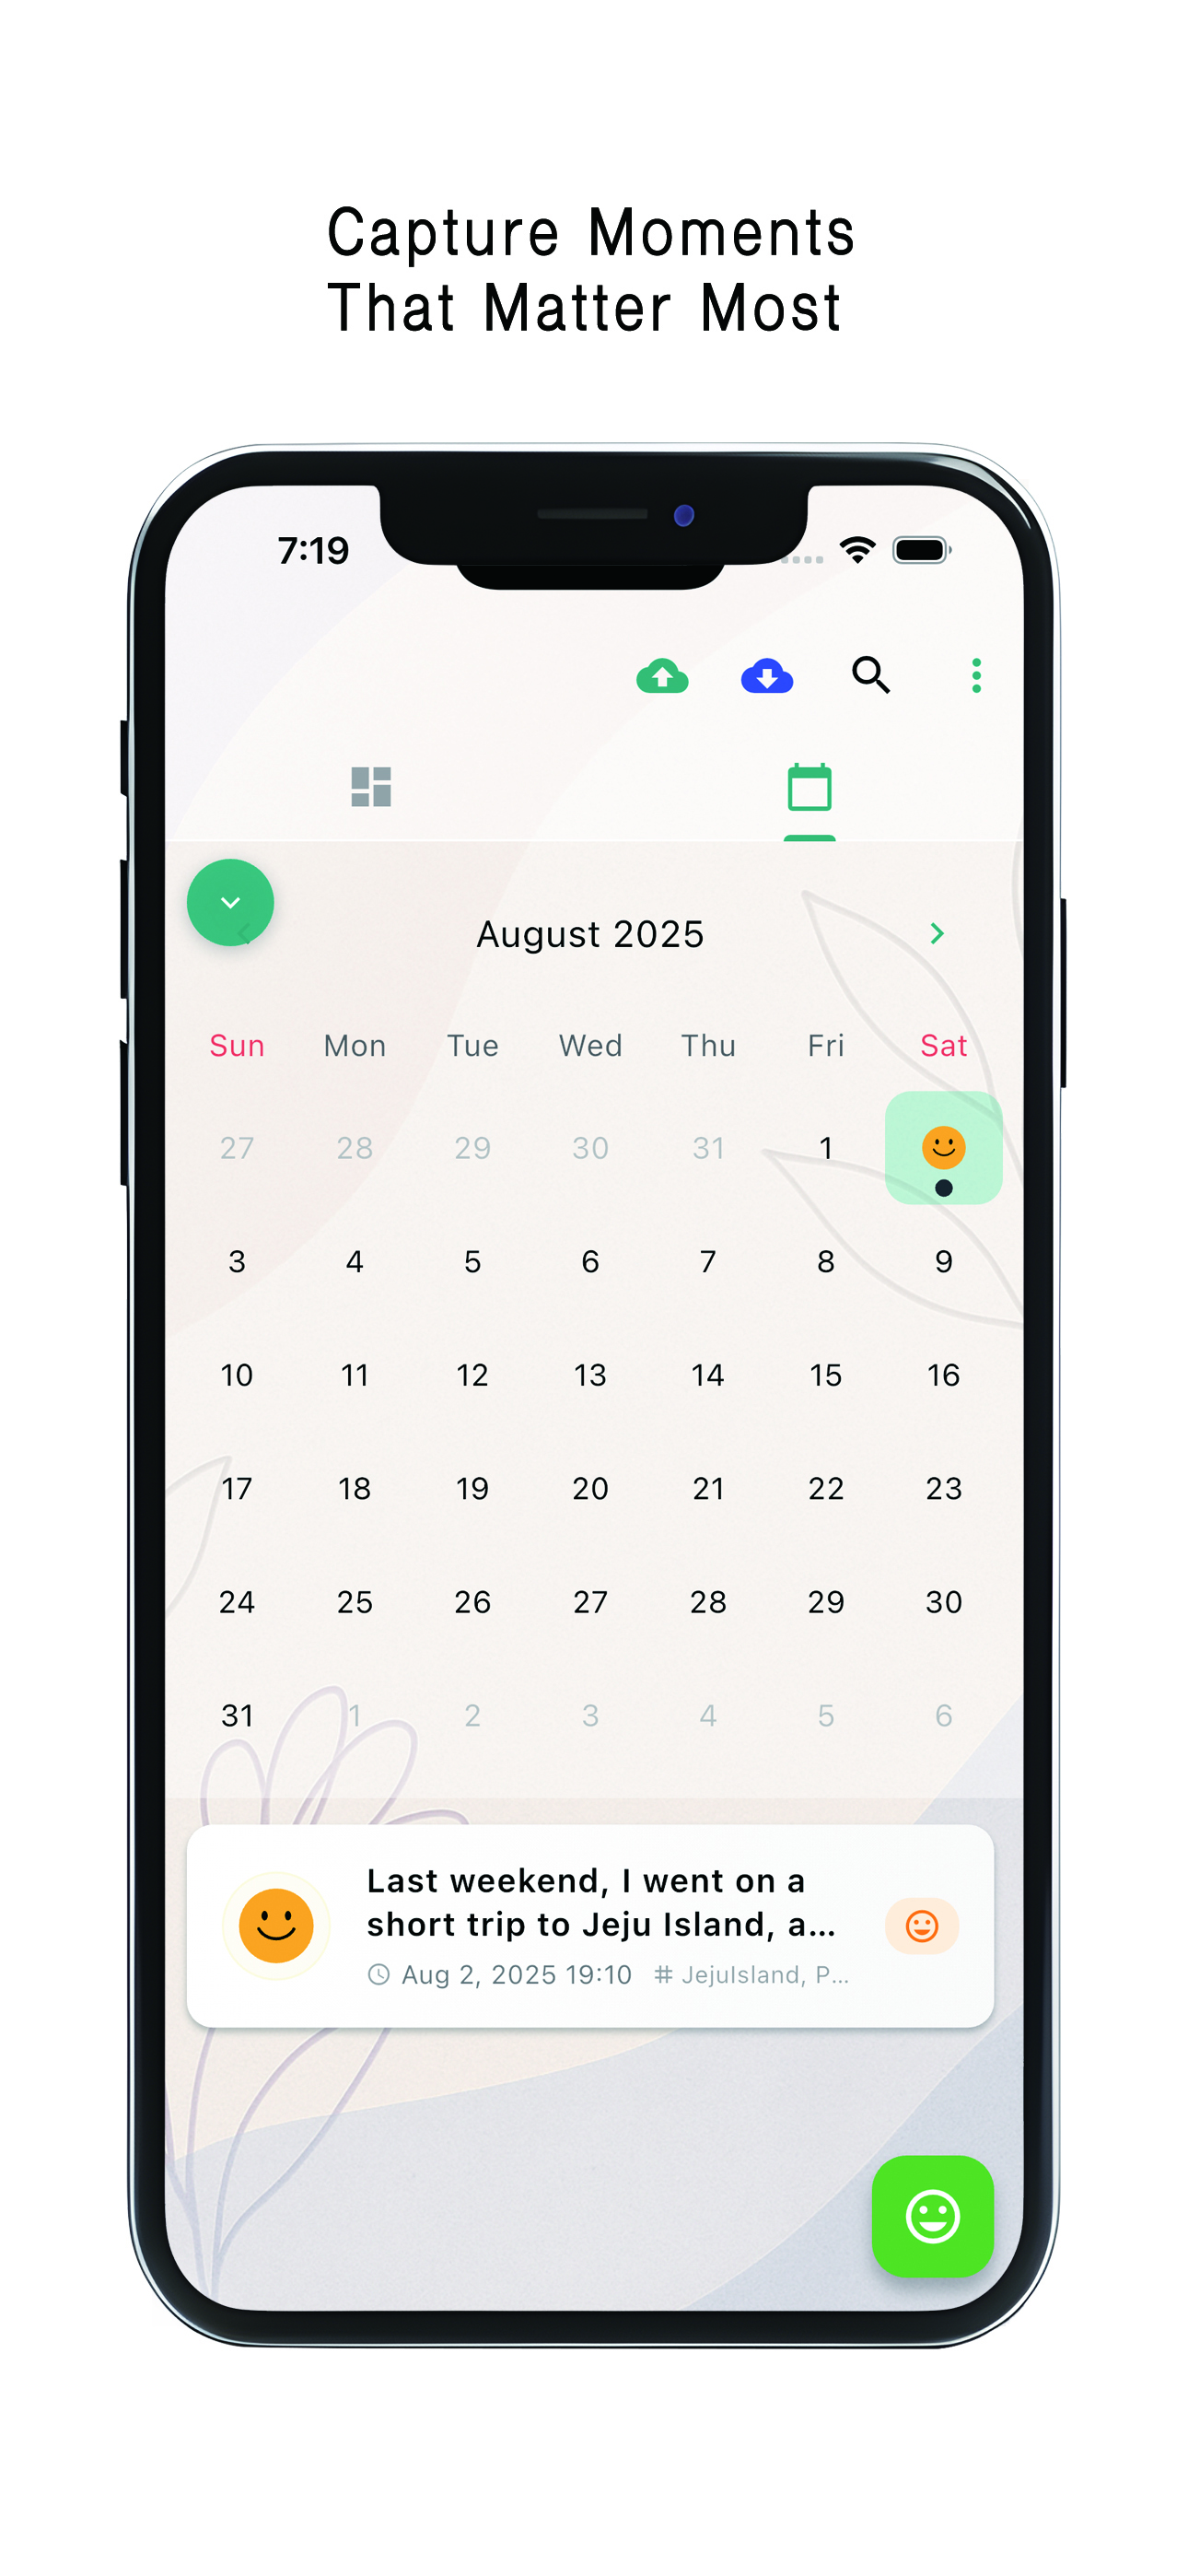 Capture Moments
That Matter Most
7:19
August 2025
Sun Mon Tue Wed Thu Fri Sat
27 28 29 30 31 1
3 4 5 6 7 8 9
10 11 12 13 14 15 16
17 18 19 20 21 22 23
24 25 26 27 28 29 30
31 1 2 3 4 5 6
Last weekend, I went on a
short trip to Jeju Island, a...
Aug 2, 2025 19:10 # JejuIsland, P...